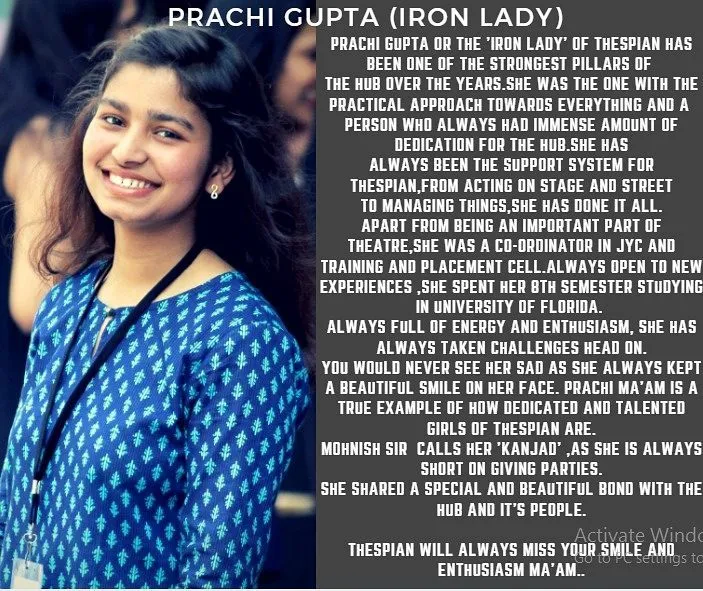 PRACHI GUPTA (IRON LADY)
PRACHI GUPTA OR THE 'IRON LADY' OF THESPIAN HAS
BEEN ONE OF THE STRONGEST PILLARS OF
THE HUB OVER THE YEARS.SHE WAS THE ONE WITH THE
PRACTICAL APPROACH TOWARDS EVERYTHING AND A
PERSON WHO ALWAYS HAD IMMENSE AMOUNT OF
DEDICATION FOR THE HUB.SHE HAS
ALWAYS BEEN THE SUPPORT SYSTEM FOR
THESPIAN,FROM ACTING ON STAGE AND STREET
TO MANAGING THINGS,SHE HAS DONE IT ALL.
APART FROM BEING AN IMPORTANT PART OF
THEATRE,SHE WAS A CO-ORDINATOR IN JYC AND
TRAINING AND PLACEMENT CELL.ALWAYS OPEN TO NEW
EXPERIENCES ,SHE SPENT HER 8TH SEMESTER STUDYING
IN UNIVERSITY OF FLORIDA.
ALWAYS FULL OF ENERGY AND ENTHUSIASM, SHE HAS
ALWAYS TAKEN CHALLENGES HEAD ON.
YOU WOULD NEVER SEE HER SAD AS SHE ALWAYS KEPT
A BEAUTIFUL SMILE ON HER FACE. PRACHI MA'AM IS A
TRUE EXAMPLE OF HOW DEDICATED AND TALENTED
GIRLS OF THESPIAN ARE.
MOHNISH SIR CALLS HER 'KANJAD' ,AS SHE IS ALWAYS
SHORT ON GIVING PARTIES.
SHE SHARED A SPECIAL AND BEAUTIFUL BOND WITH THE
HUB AND IT'S PEOPLE.
Activate Windo
THESPIAN WILL ALWAYS MISS YOUR SMILE AND
Go to PC settings to
ENTHUSIASM MA'AM..